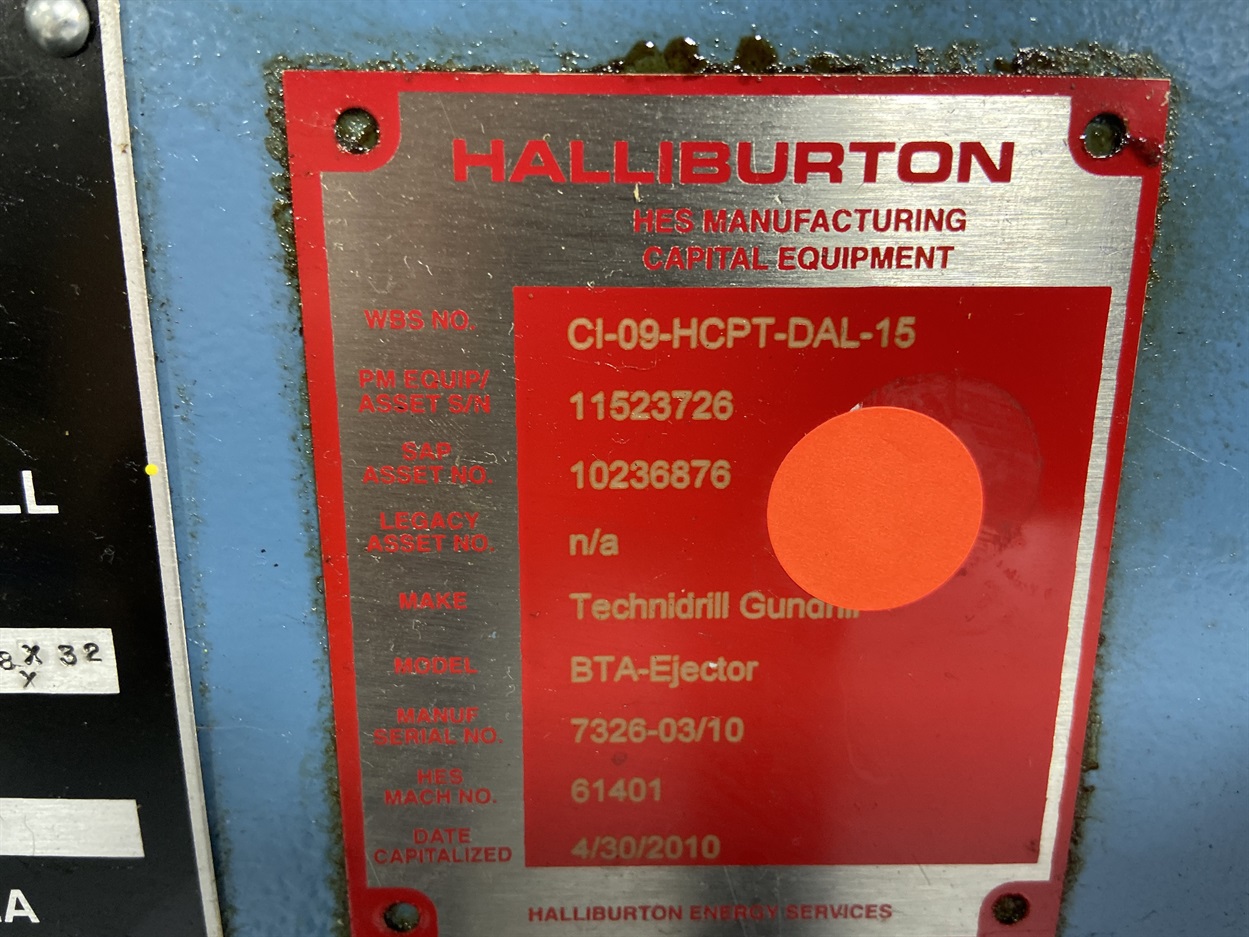 HALLIBURTON
HES MANUFACTURING
CAPITAL EQUIPMENT
WBS NO. CI-09-HCPT-DAL-15
PM EQUIP/
ASSET S/N 11523726
SAP
ASSET NO. 10236876
LEGACY
ASSET NO. n/a
MAKE Technidrill
MODEL BTA-Ejector
MANUF
SERIAL NO. 7326-03/10
HES
MACH NO. 61401
DATE
CAPITALIZED 4/30/2010
HALLIBURTON ENERGY SERVICES
LL
8 X 32
X